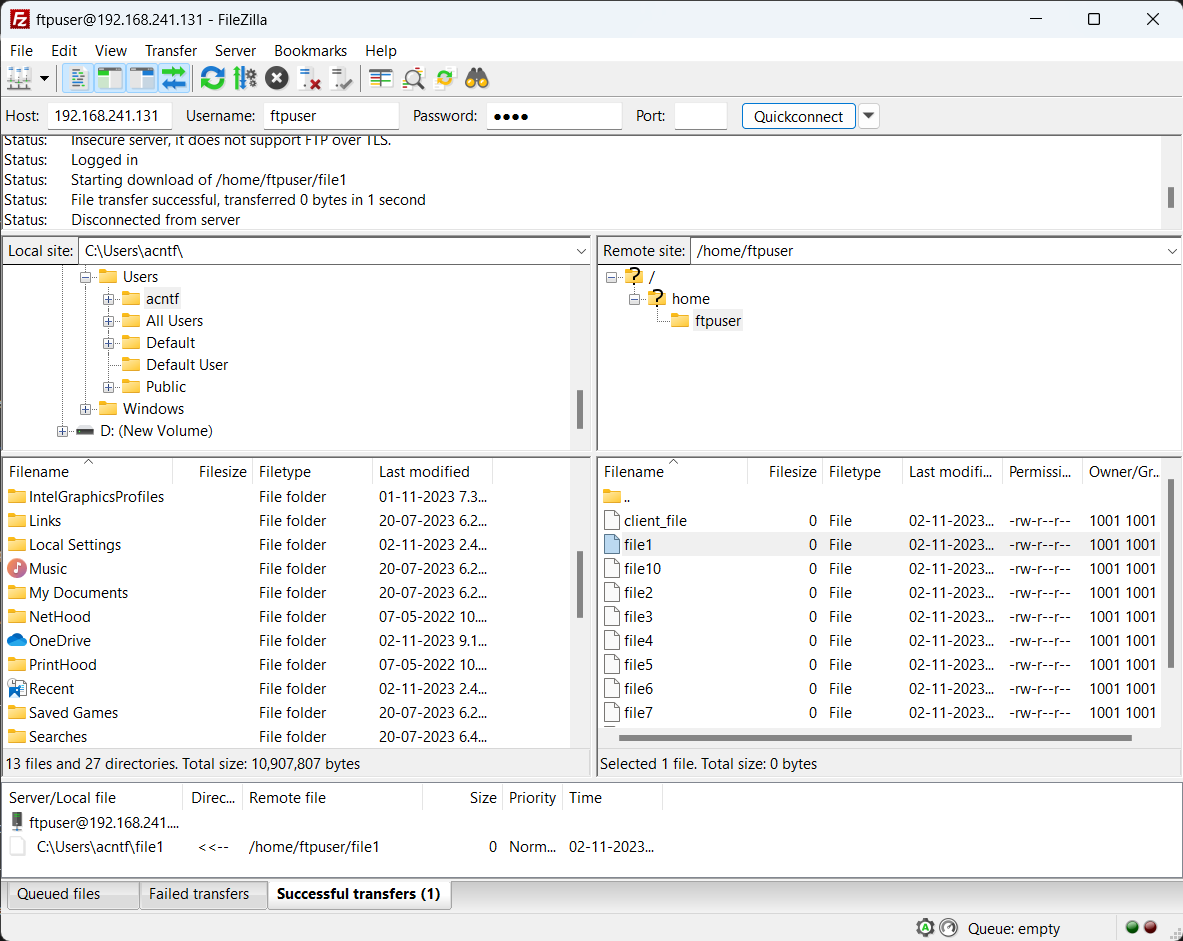 ftpuser@192.168.241.131 - FileZilla
File Edit View Transfer Server Bookmarks Help
Host: 192.168.241.131 Username: ftpuser Password: ●●●● Port: Quickconnect
Status: Insecure server, it does not support FTP over TLS.
Status: Logged in
Status: Starting download of /home/ftpuser/file1
Status: File transfer successful, transferred 0 bytes in 1 second
Status: Disconnected from server
Local site: C:\Users\acntf\
Users
acntf
All Users
Default
Default User
Public
Windows
D: (New Volume)
Remote site: /home/ftpuser
/
home
ftpuser
Filename Filesize Filetype Last modified
IntelGraphicsProfiles File folder 01-11-2023 7.3...
Links File folder 20-07-2023 6.2...
Local Settings File folder 02-11-2023 2.4...
Music File folder 20-07-2023 6.2...
My Documents File folder 20-07-2023 6.2...
NetHood File folder 07-05-2022 10....
OneDrive File folder 02-11-2023 9.1...
PrintHood File folder 07-05-2022 10....
Recent File folder 02-11-2023 2.4...
Saved Games File folder 20-07-2023 6.2...
Searches File folder 20-07-2023 6.4...
13 files and 27 directories. Total size: 10,907,807 bytes
Filename Filesize Filetype Last modifi... Permissi... Owner/Gr...
..
client_file 0 File 02-11-2023... -rw-r--r-- 1001 1001
file1 0 File 02-11-2023... -rw-r--r-- 1001 1001
file10 0 File 02-11-2023... -rw-r--r-- 1001 1001
file2 0 File 02-11-2023... -rw-r--r-- 1001 1001
file3 0 File 02-11-2023... -rw-r--r-- 1001 1001
file4 0 File 02-11-2023... -rw-r--r-- 1001 1001
file5 0 File 02-11-2023... -rw-r--r-- 1001 1001
file6 0 File 02-11-2023... -rw-r--r-- 1001 1001
file7 0 File 02-11-2023... -rw-r--r-- 1001 1001
Selected 1 file. Total size: 0 bytes
Server/Local file Direc... Remote file Size Priority Time
ftpuser@192.168.241....
C:\Users\acntf\file1 <<-- /home/ftpuser/file1 0 Norm... 02-11-2023...
Queued files Failed transfers Successful transfers (1)
Queue: empty